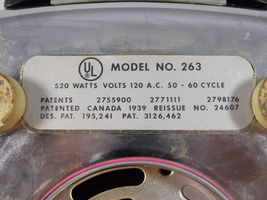 UL MODEL NO. 263
520 WATTS VOLTS 120 A.C. 50 - 60 CYCLE
PATENTS 2755900 2771111 2798176
PATENTED CANADA 1939 REISSUE NO. 24607
DES. PAT. 195,241 PAT. 3126,462